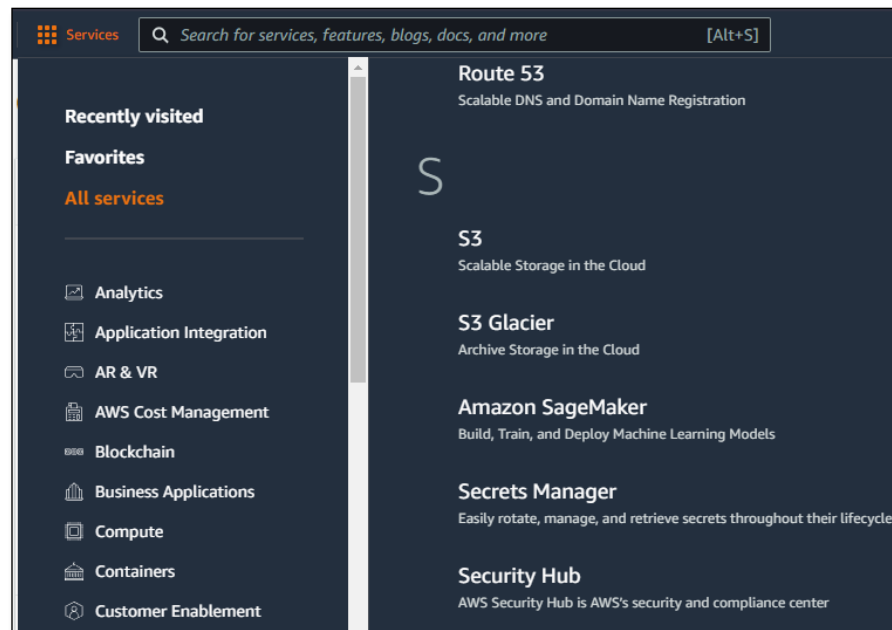 Services
Search for services, features, blogs, docs, and more [Alt+S]
Recently visited
Favorites
All services
Analytics
Application Integration
AR & VR
AWS Cost Management
Blockchain
Business Applications
Compute
Containers
Customer Enablement
Route 53
Scalable DNS and Domain Name Registration
S
S3
Scalable Storage in the Cloud
S3 Glacier
Archive Storage in the Cloud
Amazon SageMaker
Build, Train, and Deploy Machine Learning Models
Secrets Manager
Easily rotate, manage, and retrieve secrets throughout their lifecycle
Security Hub
AWS Security Hub is AWS's security and compliance center